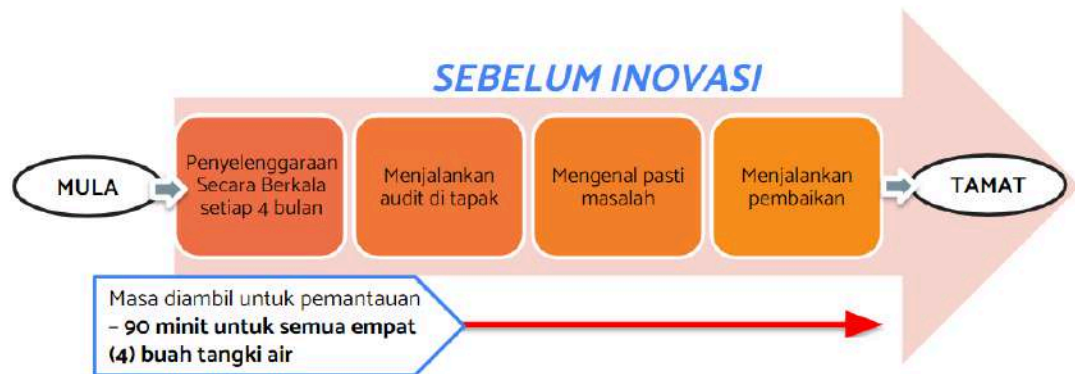 SEBELUM INOVASI
MULA
Penyelenggaraan
Secara Berkala
setiap 4 bulan
Menjalankan
audit di tapak
Mengenal pasti
masalah
Menjalankan
pembaikan
TAMAT
Masa diambil untuk pemantauan
– 90 minit untuk semua empat
(4) buah tangki air